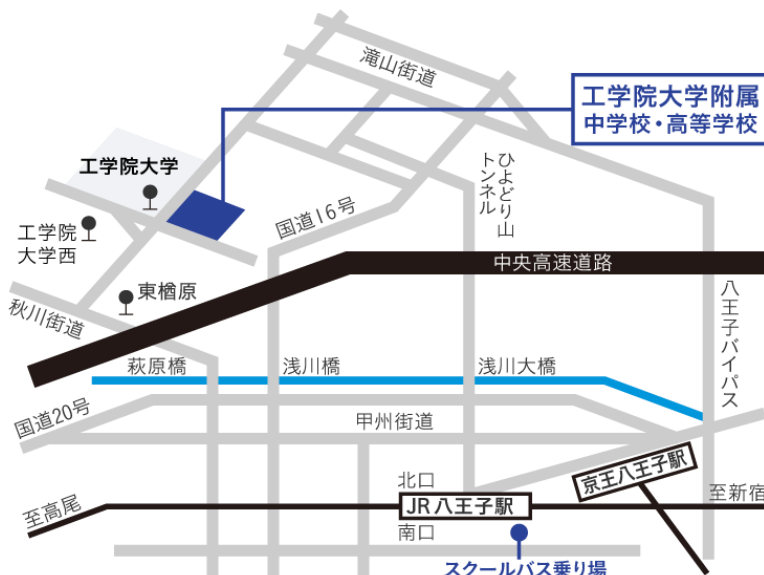 滝山街道
工学院大学附属
中学校・高等学校
工学院大学
ひよどり山
トンネル
国道16号
工学院
大学西
中央高速道路
東楢原
秋川街道
八王子バイパス
萩原橋
浅川橋
浅川大橋
国道20号
甲州街道
京王八王子駅
北口
至新宿
JR八王子駅
至高尾
南口
スクールバス乗り場